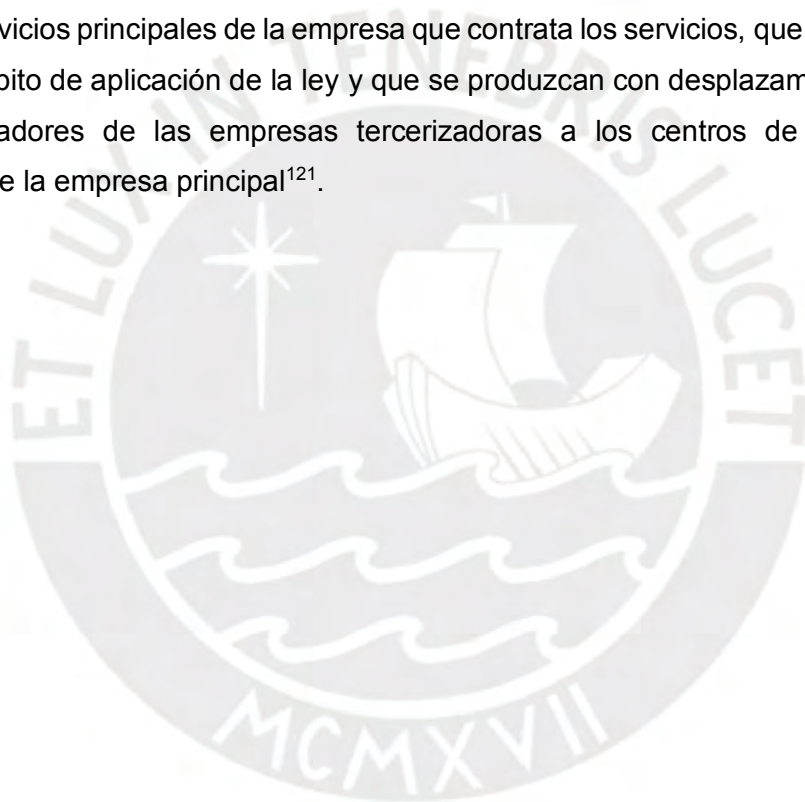 vicios principales de la empresa que contrata los servicios, que
bito de aplicación de la ley y que se produzcan con desplazam
adores de las empresas tercerizadoras a los centros de
e la empresa principal121.
ET LUX IN TENEBRIS LUCET
MCMXVII